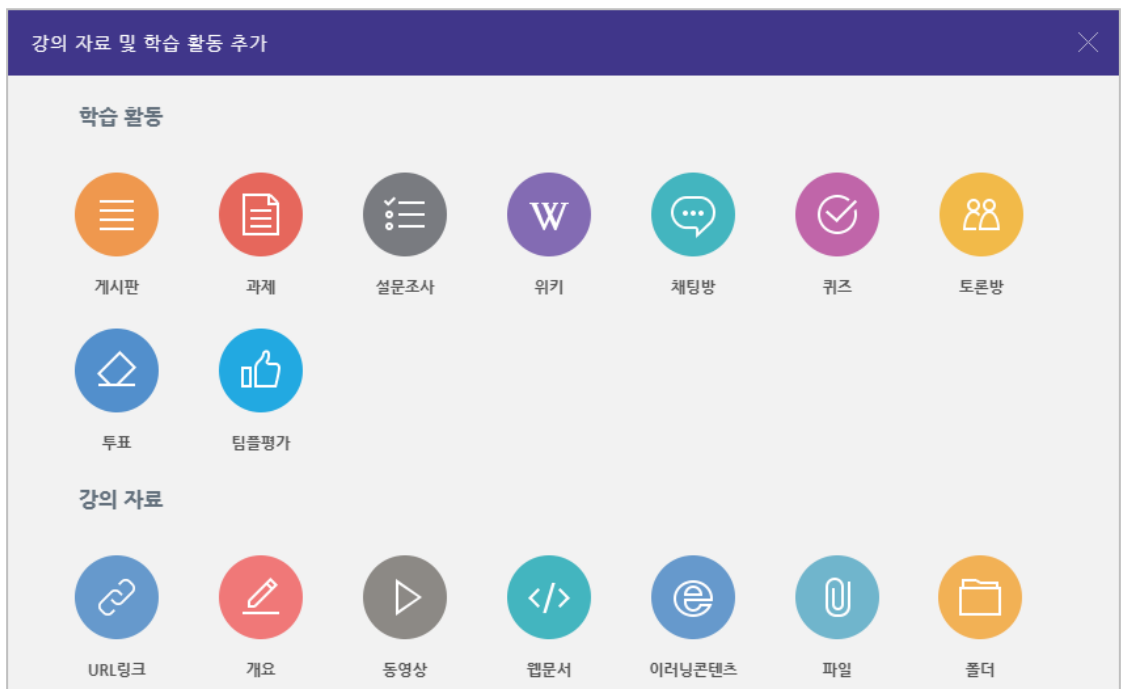 강의 자료 및 학습 활동 추가
학습 활동
게시판 과제 설문조사 위키 채팅방 퀴즈 토론방
투표 팀플평가
강의 자료
URL링크 개요 동영상 웹문서 이러닝콘텐츠 파일 폴더